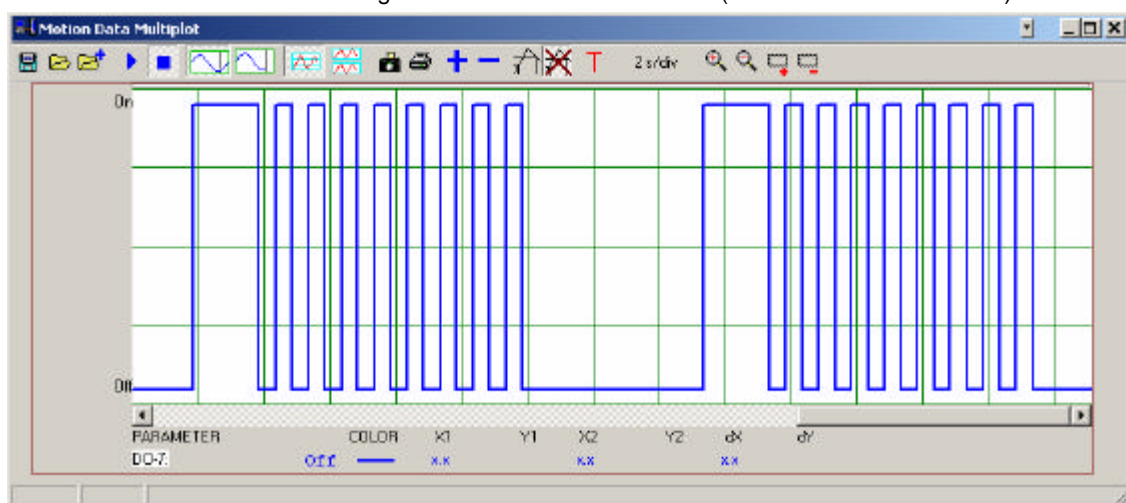 Motion Data Multiplot
2 s/div
On
Off
PARAMETER COLOR X1 Y1 X2 Y2 dX dY
DO-7: Off x.x x.x x.x